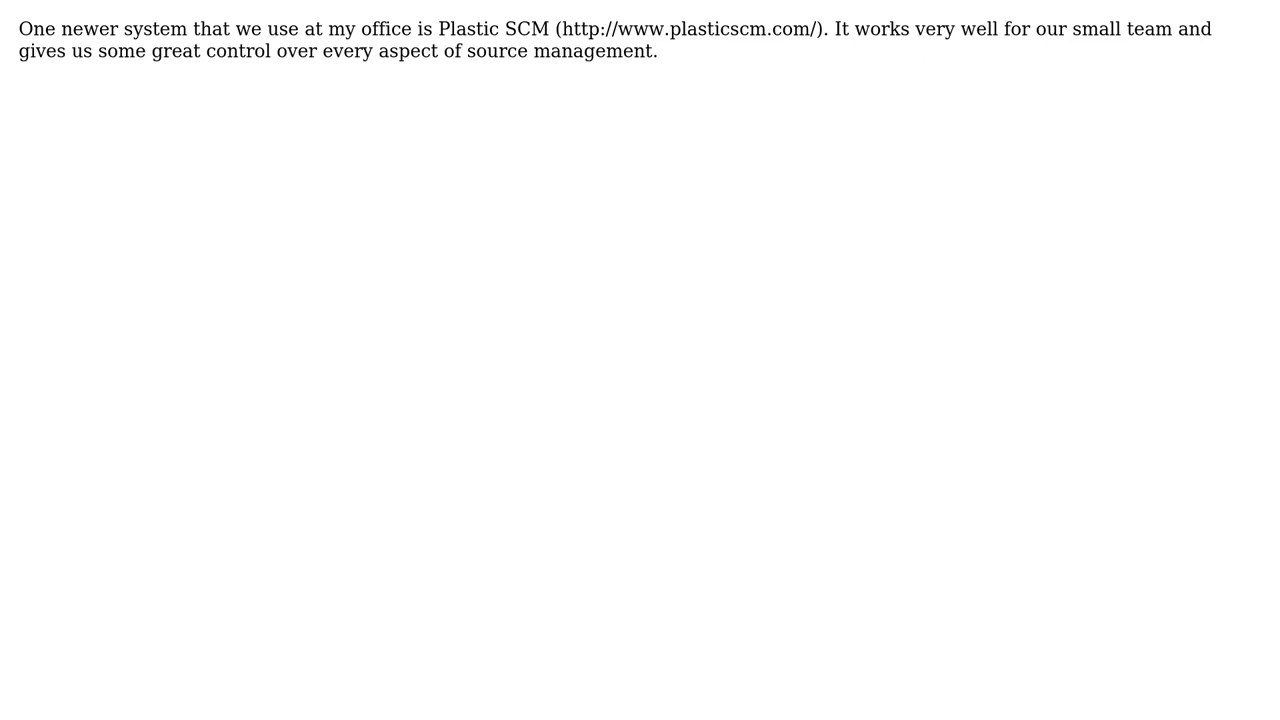 One newer system that we use at my office is Plastic SCM (http://www.plasticscm.com/). It works very well for our small team and
gives us some great control over every aspect of source management.